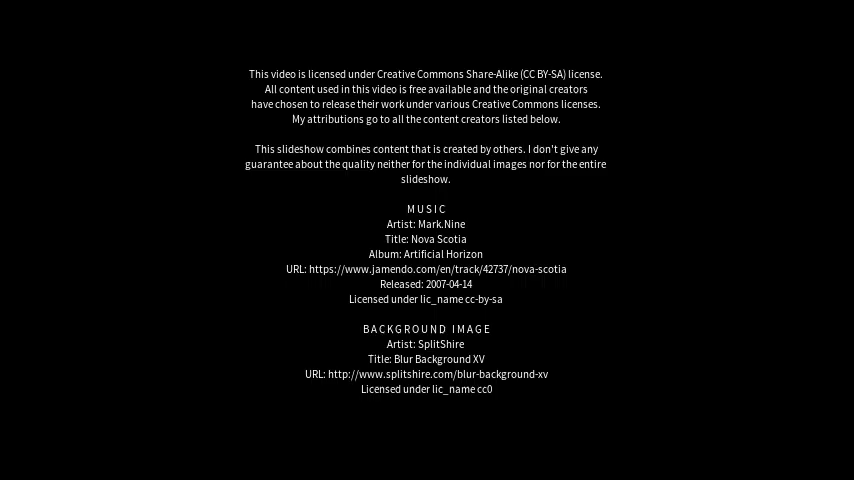 This video is licensed under Creative Commons Share-Alike (CC BY-SA) license.
All content used in this video is free available and the original creators
have chosen to release their work under various Creative Commons licenses.
My attributions go to all the content creators listed below.
This slideshow combines content that is created by others. I don't give any
guarantee about the quality neither for the individual images nor for the entire
slideshow.
MUSIC
Artist: Mark.Nine
Title: Nova Scotia
Album: Artificial Horizon
URL: https://www.jamendo.com/en/track/42737/nova-scotia
Released: 2007-04-14
Licensed under lic_name cc-by-sa
BACKGROUND IMAGE
Artist: SplitShire
Title: Blur Background XV
URL: http://www.splitshire.com/blur-background-xv
Licensed under lic_name cc0